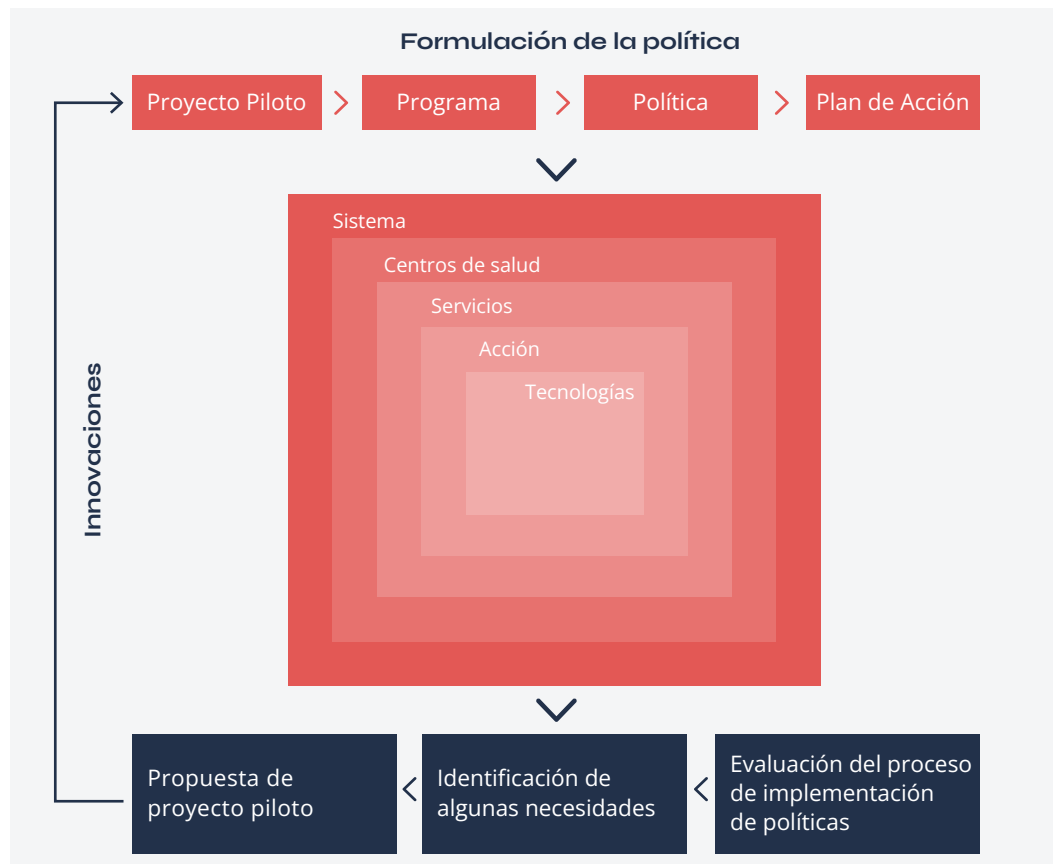 Formulación de la política
Proyecto Piloto
Programa
Política
Plan de Acción
Sistema
Centros de salud
Servicios
Acción
Tecnologías
Innovaciones
Propuesta de
proyecto piloto
Identificación de
algunas necesidades
Evaluación del proceso
de implementación
de políticas